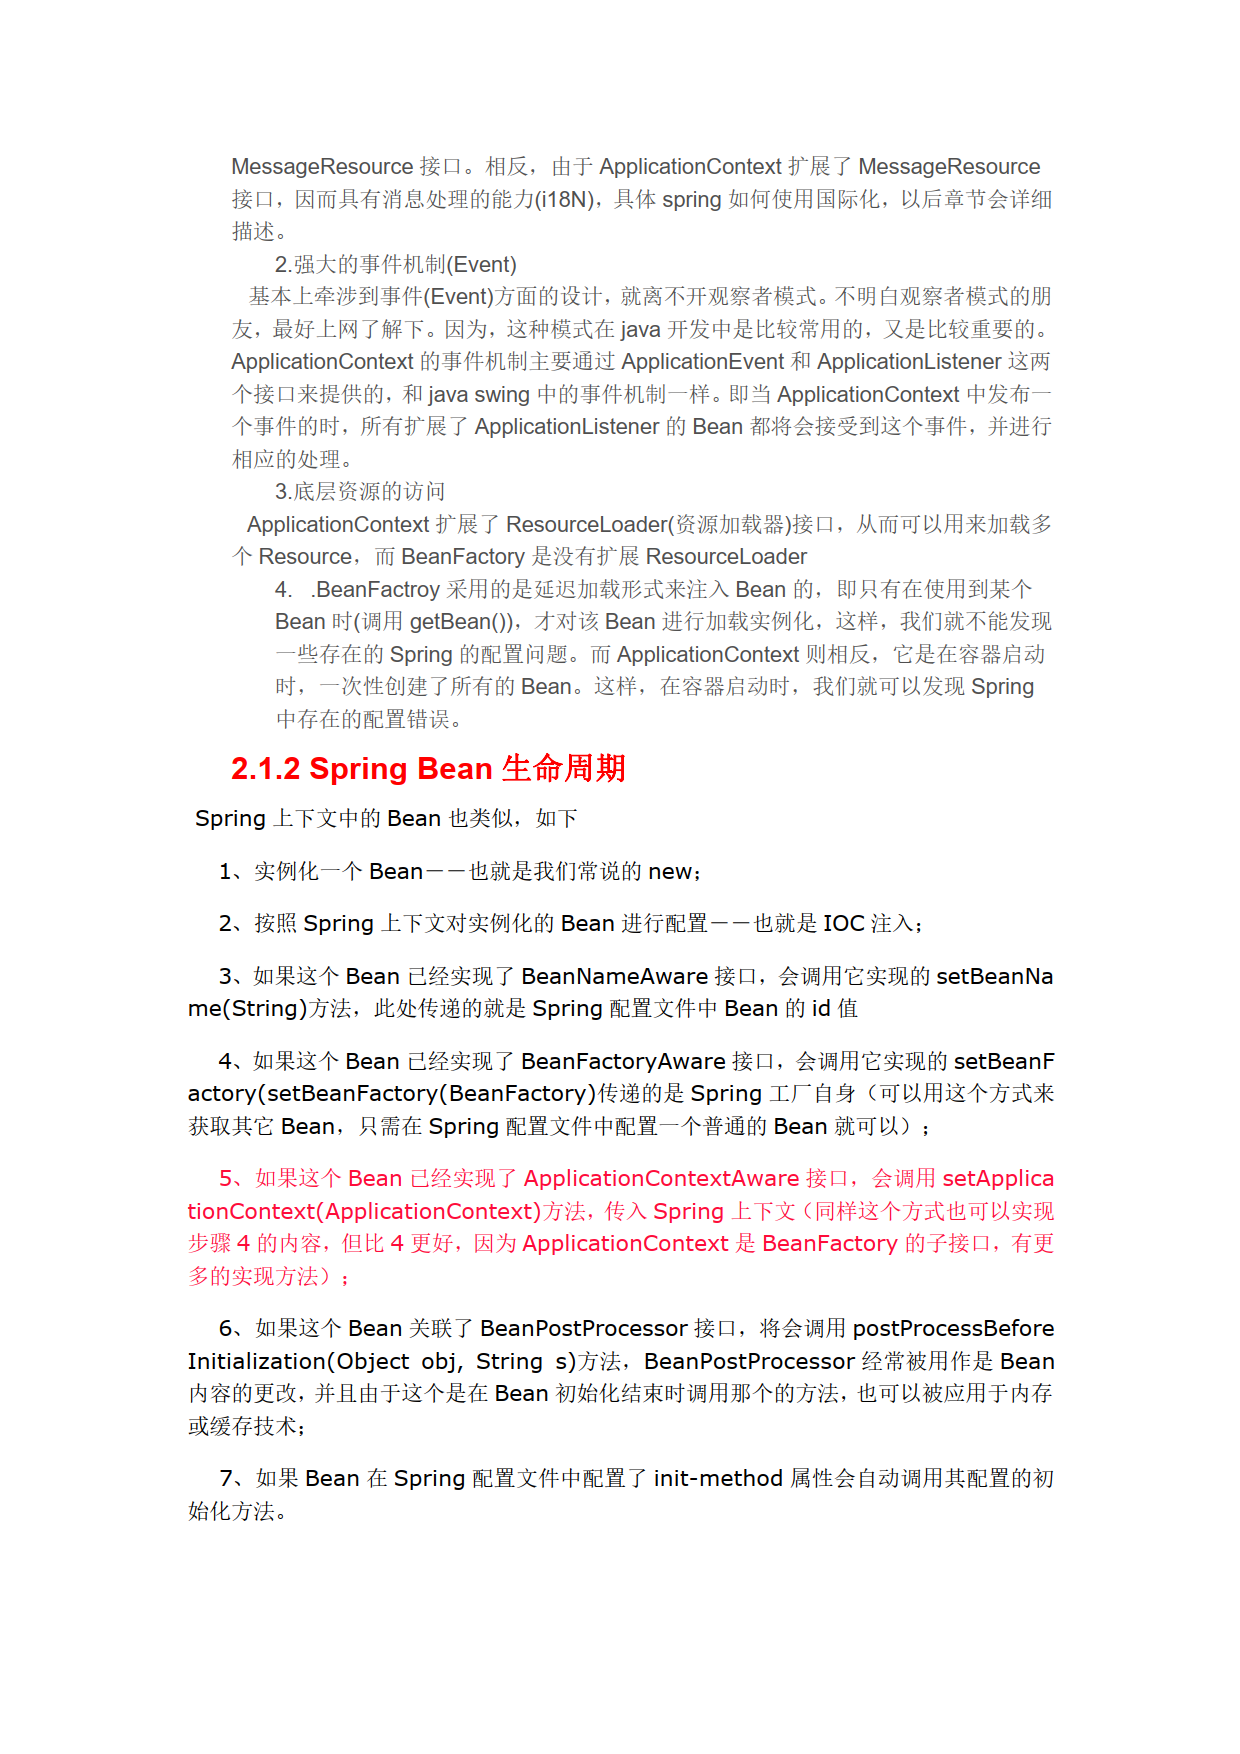 MessageResource 接口。相反，由于 ApplicationContext 扩展了 MessageResource
接口，因而具有消息处理的能力(i18N)，具体 spring 如何使用国际化，以后章节会详细
描述。
2.强大的事件机制(Event)
基本上牵涉到事件(Event)方面的设计，就离不开观察者模式。不明白观察者模式的朋
友，最好上网了解下。因为，这种模式在 java 开发中是比较常用的，又是比较重要的。
ApplicationContext 的事件机制主要通过 ApplicationEvent 和 ApplicationListener 这两
个接口来提供的，和 java swing 中的事件机制一样。即当 ApplicationContext 中发布一
个事件的时，所有扩展了 ApplicationListener 的 Bean 都将会接受到这个事件，并进行
相应的处理。
3.底层资源的访问
ApplicationContext 扩展了 ResourceLoader(资源加载器)接口，从而可以用来加载多
个 Resource，而 BeanFactory 是没有扩展 ResourceLoader
4. .BeanFactroy 采用的是延迟加载形式来注入 Bean 的，即只有在使用到某个
Bean 时(调用 getBean())，才对该 Bean 进行加载实例化，这样，我们就不能发现
一些存在的 Spring 的配置问题。而 ApplicationContext 则相反，它是在容器启动
时，一次性创建了所有的 Bean。这样，在容器启动时，我们就可以发现 Spring
中存在的配置错误。
2.1.2 Spring Bean 生命周期
Spring 上下文中的 Bean 也类似，如下
1、实例化一个 Bean－－也就是我们常说的 new；
2、按照 Spring 上下文对实例化的 Bean 进行配置－－也就是 IOC 注入；
3、如果这个 Bean 已经实现了 BeanNameAware 接口，会调用它实现的 setBeanNa
me(String)方法，此处传递的就是 Spring 配置文件中 Bean 的 id 值
4、如果这个 Bean 已经实现了 BeanFactoryAware 接口，会调用它实现的 setBeanF
actory(setBeanFactory(BeanFactory)传递的是 Spring 工厂自身（可以用这个方式来
获取其它 Bean，只需在 Spring 配置文件中配置一个普通的 Bean 就可以）；
5、如果这个 Bean 已经实现了 ApplicationContextAware 接口，会调用 setApplica
tionContext(ApplicationContext)方法，传入 Spring 上下文（同样这个方式也可以实现
步骤 4 的内容，但比 4 更好，因为 ApplicationContext 是 BeanFactory 的子接口，有更
多的实现方法）；
6、如果这个 Bean 关联了 BeanPostProcessor 接口，将会调用 postProcessBefore
Initialization(Object obj, String s)方法，BeanPostProcessor 经常被用作是 Bean
内容的更改，并且由于这个是在 Bean 初始化结束时调用那个的方法，也可以被应用于内存
或缓存技术；
7、如果 Bean 在 Spring 配置文件中配置了 init-method 属性会自动调用其配置的初
始化方法。